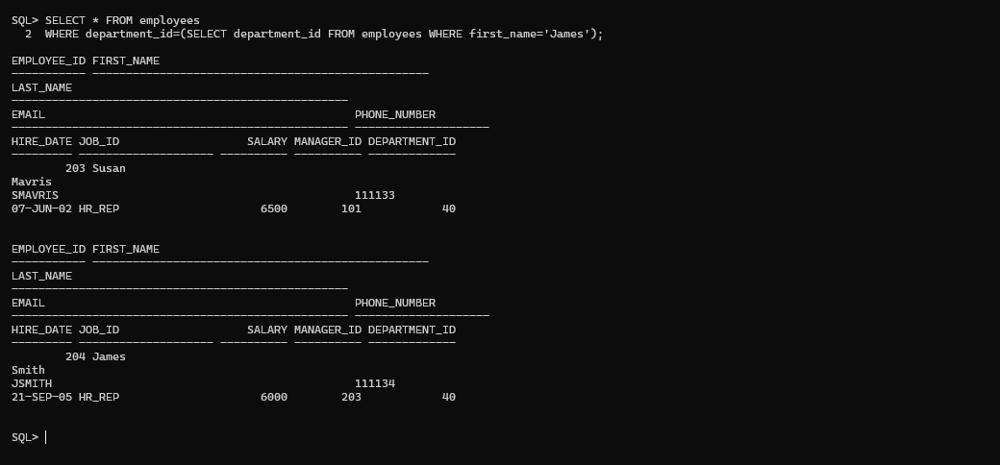 SQL> SELECT * FROM employees
  2  WHERE department_id=(SELECT department_id FROM employees WHERE first_name='James');
EMPLOYEE_ID FIRST_NAME
----------- --------------------------------------------------
LAST_NAME
--------------------------------------------------
EMAIL                                              PHONE_NUMBER
-------------------------------------------------- --------------------
HIRE_DATE JOB_ID                   SALARY MANAGER_ID DEPARTMENT_ID
--------- -------------------- ---------- ---------- -------------
        203 Susan
Mavris
SMAVRIS                                            111133
07-JUN-02 HR_REP                     6500        101            40
EMPLOYEE_ID FIRST_NAME
----------- --------------------------------------------------
LAST_NAME
--------------------------------------------------
EMAIL                                              PHONE_NUMBER
-------------------------------------------------- --------------------
HIRE_DATE JOB_ID                   SALARY MANAGER_ID DEPARTMENT_ID
--------- -------------------- ---------- ---------- -------------
        204 James
Smith
JSMITH                                             111134
21-SEP-05 HR_REP                     6000        203            40
SQL>